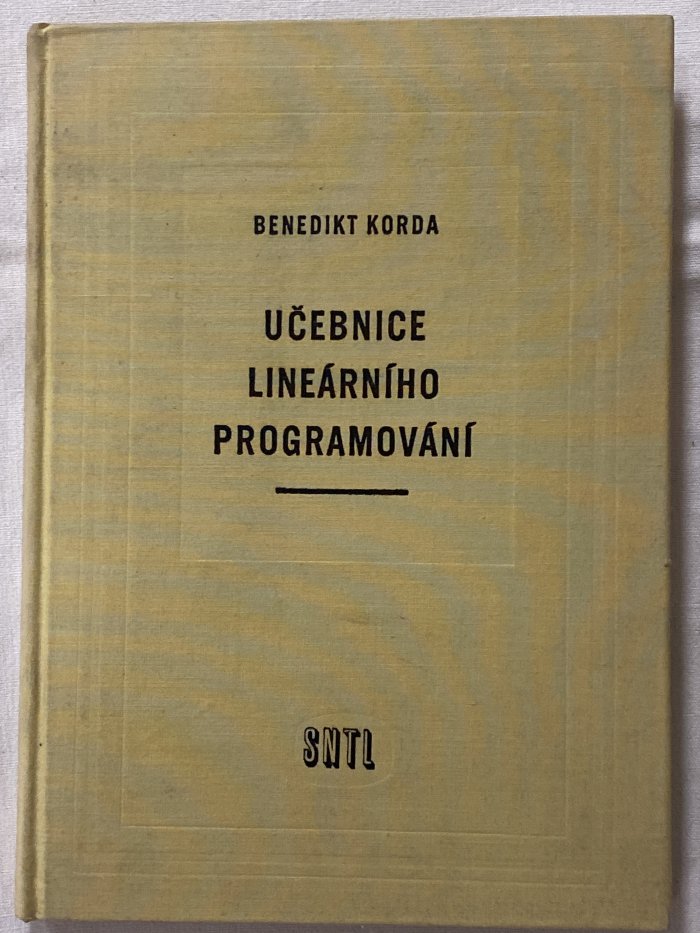 BENEDIKT KORDA
UČEBNICE
LINEÁRNÍHO
PROGRAMOVÁNÍ
SNTL